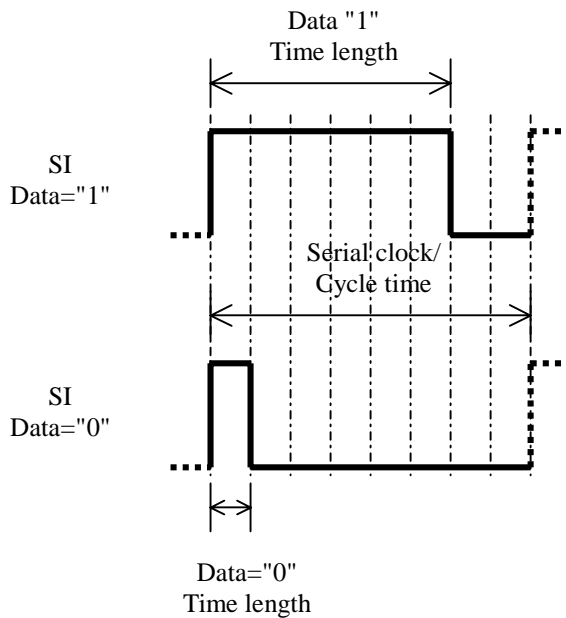 Data "1"
Time length
SI
Data="1"
Serial clock/
Cycle time
SI
Data="0"
Data="0"
Time length